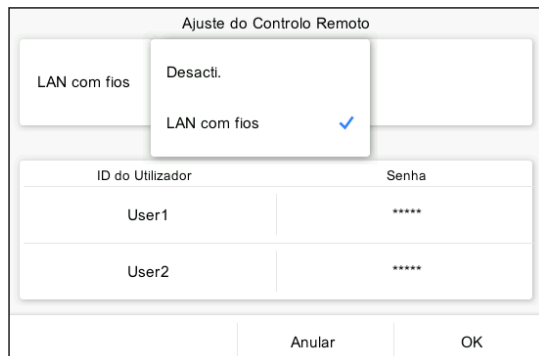 Ajuste do Controlo Remoto
LAN com fios
Desacti.
LAN com fios
ID do Utilizador Senha
User1 *****
User2 *****
Anular OK